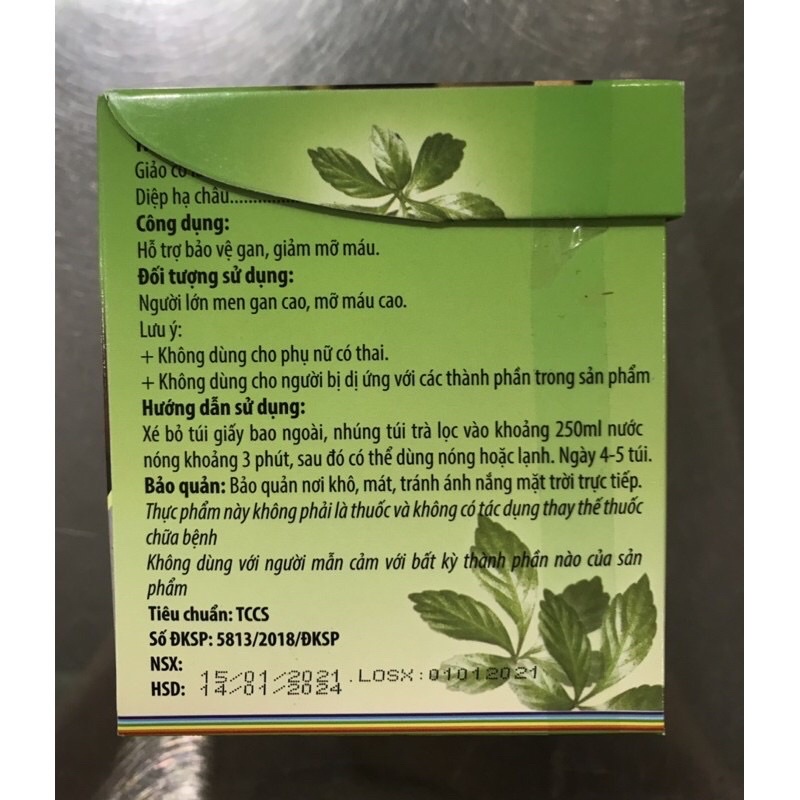 Giảo cổ
Diệp hạ châu....................
Công dụng:
Hỗ trợ bảo vệ gan, giảm mỡ máu.
Đối tượng sử dụng:
Người lớn men gan cao, mỡ máu cao.
Lưu ý:
+ Không dùng cho phụ nữ có thai.
+ Không dùng cho người bị dị ứng với các thành phần trong sản phẩm
Hướng dẫn sử dụng:
Xé bỏ túi giấy bao ngoài, nhúng túi trà lọc vào khoảng 250ml nước
nóng khoảng 3 phút, sau đó có thể dùng nóng hoặc lạnh. Ngày 4-5 túi.
Bảo quản: Bảo quản nơi khô, mát, tránh ánh nắng mặt trời trực tiếp.
Thực phẩm này không phải là thuốc và không có tác dụng thay thế thuốc
chữa bệnh
Không dùng với người mẫn cảm với bất kỳ thành phần nào của sản
phẩm
Tiêu chuẩn: TCCS
Số ĐKSP: 5813/2018/ĐKSP
NSX: 15/01/2021.LOSX:01012021
HSD: 14/01/2024